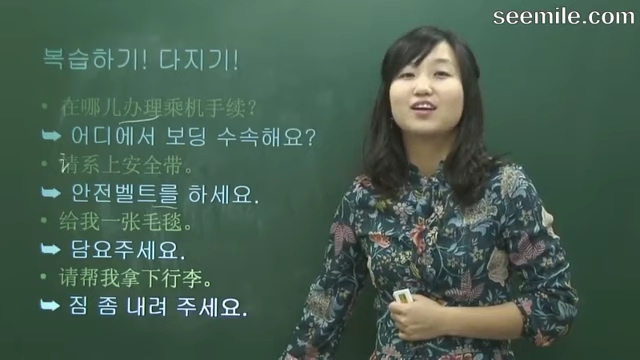 seemile.com
복습하기! 다지기!
• 在哪儿办理乘机手续?
➥ 어디에서 보딩 수속해요?
• 请系上安全带。
➥ 안전벨트를 하세요.
• 给我一张毛毯。
➥ 담요주세요.
• 请帮我拿下行李。
➥ 짐 좀 내려 주세요.